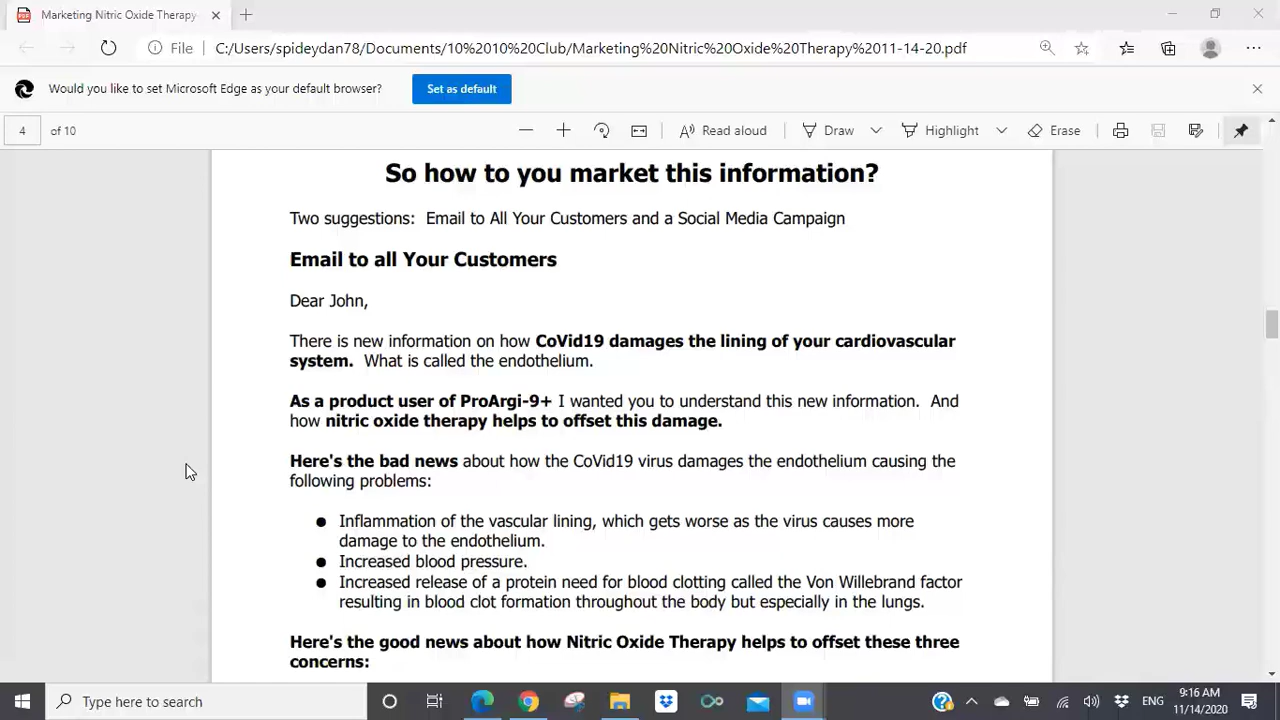 Marketing Nitric Oxide Therapy
File C:/Users/spideydan78/Documents/10%2010%20Club/Marketing%20Nitric%20Oxide%20Therapy%2011-14-20.pdf
Would you like to set Microsoft Edge as your default browser? Set as default
4 of 10 Read aloud Draw Highlight Erase
So how to you market this information?
Two suggestions: Email to All Your Customers and a Social Media Campaign
Email to all Your Customers
Dear John,
There is new information on how CoVid19 damages the lining of your cardiovascular
system. What is called the endothelium.
As a product user of ProArgi-9+ I wanted you to understand this new information. And
how nitric oxide therapy helps to offset this damage.
Here's the bad news about how the CoVid19 virus damages the endothelium causing the
following problems:
● Inflammation of the vascular lining, which gets worse as the virus causes more
damage to the endothelium.
● Increased blood pressure.
● Increased release of a protein need for blood clotting called the Von Willebrand factor
resulting in blood clot formation throughout the body but especially in the lungs.
Here's the good news about how Nitric Oxide Therapy helps to offset these three
concerns:
Type here to search
ENG
9:16 AM
11/14/2020